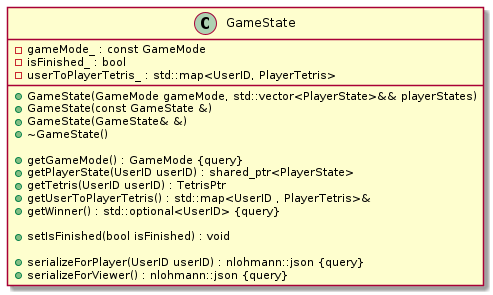 C GameState
gameMode_ : const GameMode
isFinished_ : bool
userToPlayerTetris_ : std::map<UserID, PlayerTetris>
GameState(GameMode gameMode, std::vector<PlayerState>&& playerStates)
GameState(const GameState &)
GameState(GameState& &)
~GameState()
getGameMode() : GameMode {query}
getPlayerState(UserID userID) : shared_ptr<PlayerState>
getTetris(UserID userID) : TetrisPtr
getUserToPlayerTetris() : std::map<UserID , PlayerTetris>&
getWinner() : std::optional<UserID> {query}
setIsFinished(bool isFinished) : void
serializeForPlayer(UserID userID) : nlohmann::json {query}
serializeForViewer() : nlohmann::json {query}